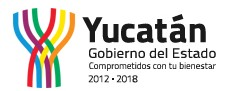 Yucatán
Gobierno del Estado
Comprometidos con tu bienestar
2012 • 2018